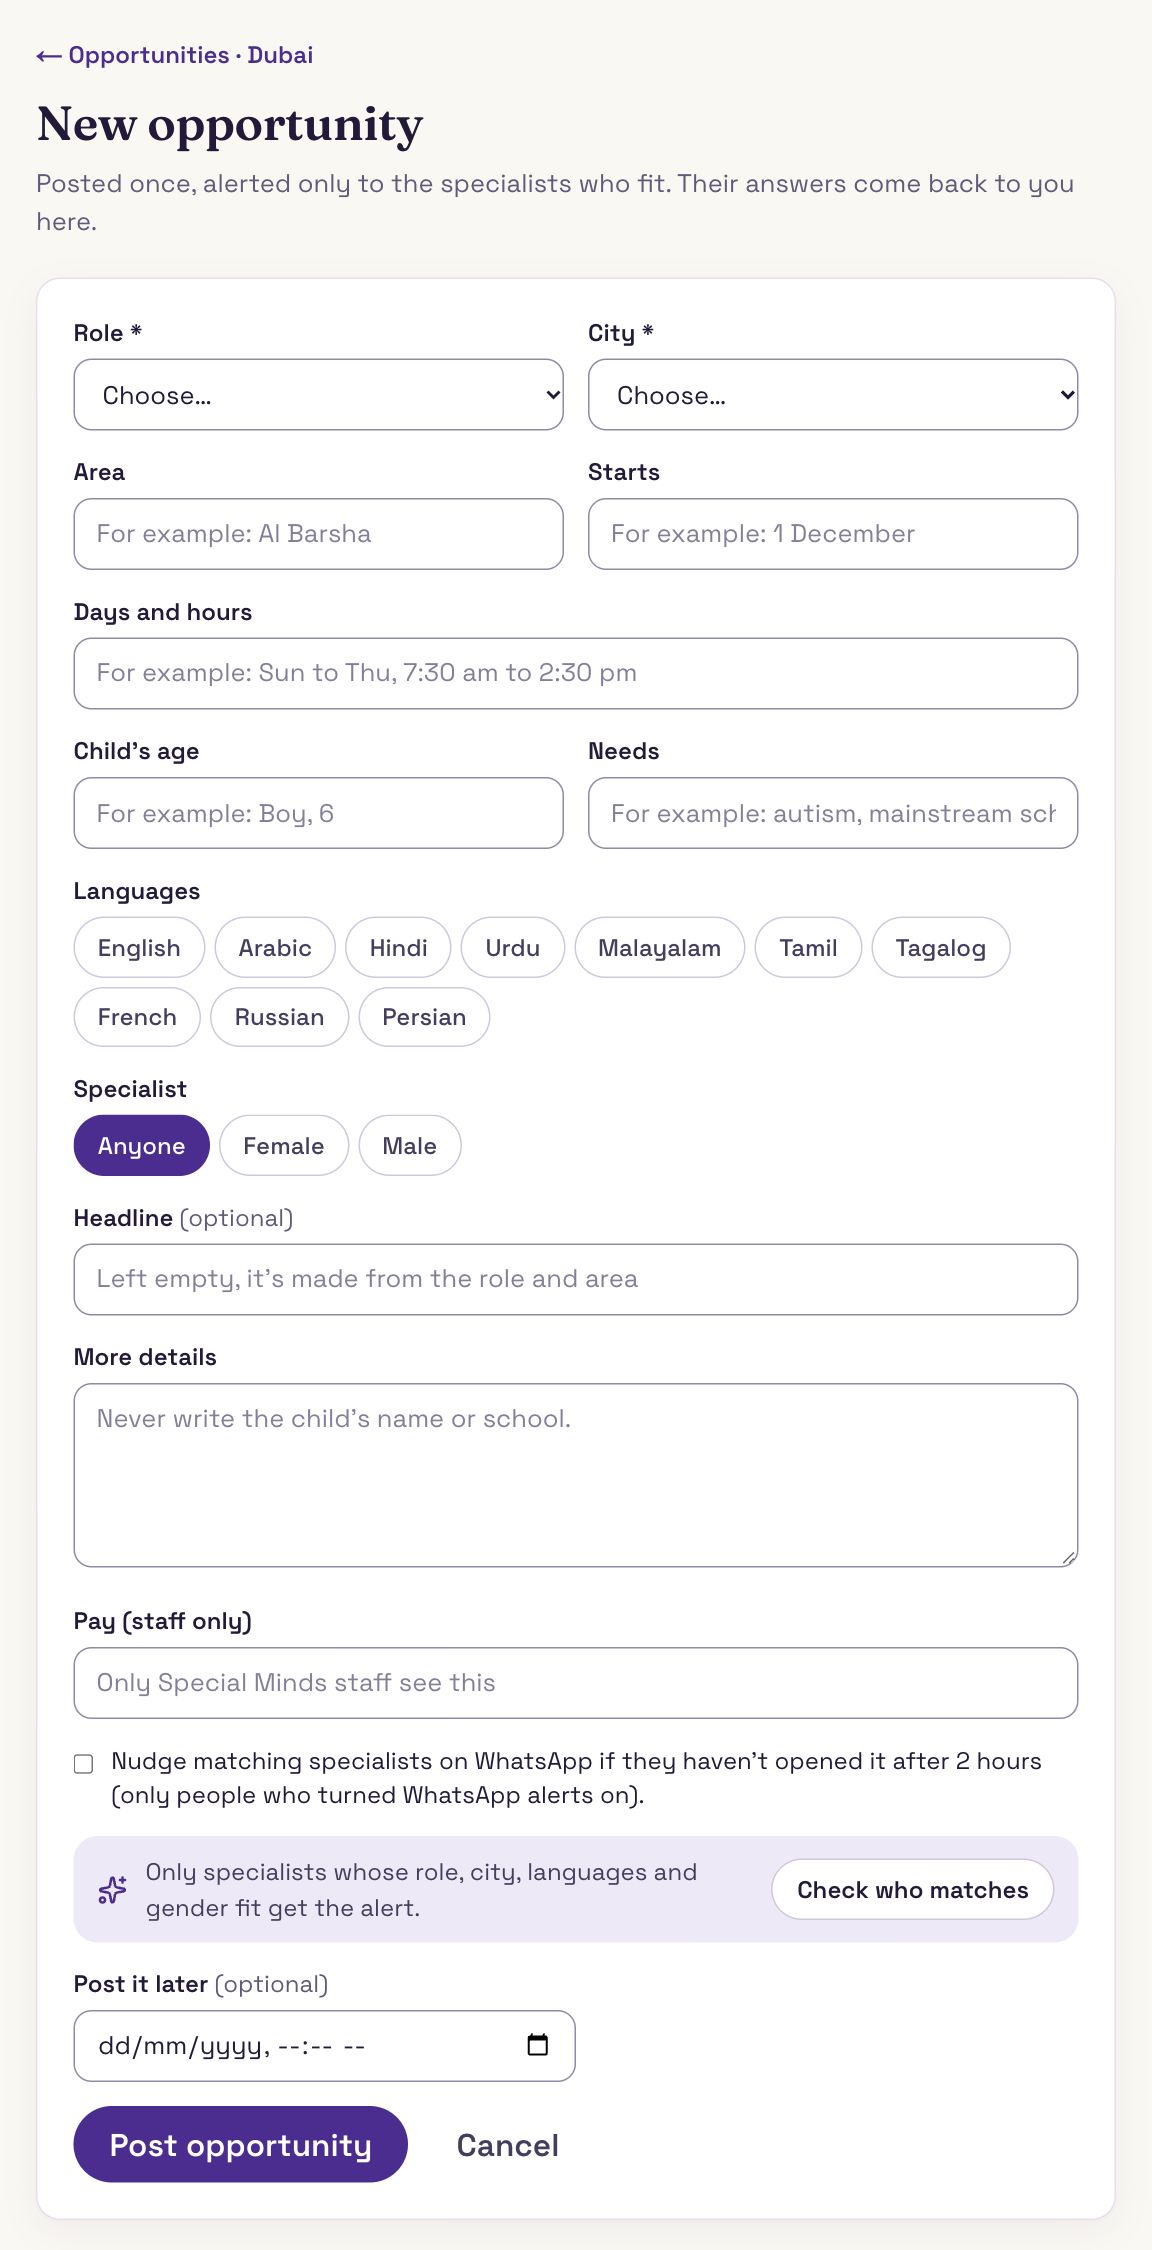 ← Opportunities · Dubai
New opportunity
Posted once, alerted only to the specialists who fit. Their answers come back to you
here.
Role *
City *
Choose...
Choose...
Area
Starts
For example: Al Barsha
For example: 1 December
Days and hours
For example: Sun to Thu, 7:30 am to 2:30 pm
Child's age
Needs
For example: Boy, 6
For example: autism, mainstream sch
Languages
English Arabic Hindi Urdu Malayalam Tamil Tagalog
French Russian Persian
Specialist
Anyone Female Male
Headline (optional)
Left empty, it's made from the role and area
More details
Never write the child's name or school.
Pay (staff only)
Only Special Minds staff see this
Nudge matching specialists on WhatsApp if they haven't opened it after 2 hours
(only people who turned WhatsApp alerts on).
Only specialists whose role, city, languages and
gender fit get the alert.
Check who matches
Post it later (optional)
dd/mm/yyyy, --:-- --
Post opportunity
Cancel